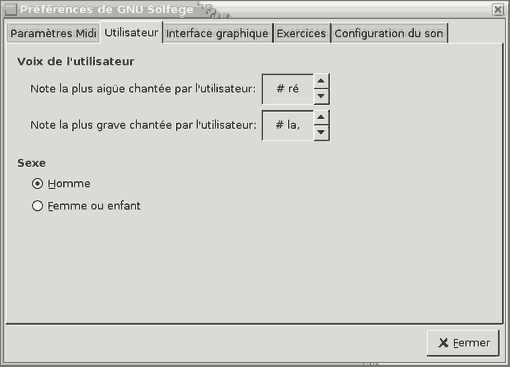 Préférences de GNU Solfege
Paramètres Midi Utilisateur Interface graphique Exercices Configuration du son
Voix de l'utilisateur
Note la plus aigüe chantée par l'utilisateur: # ré
Note la plus grave chantée par l'utilisateur: # la,
Sexe
Homme
Femme ou enfant
Fermer